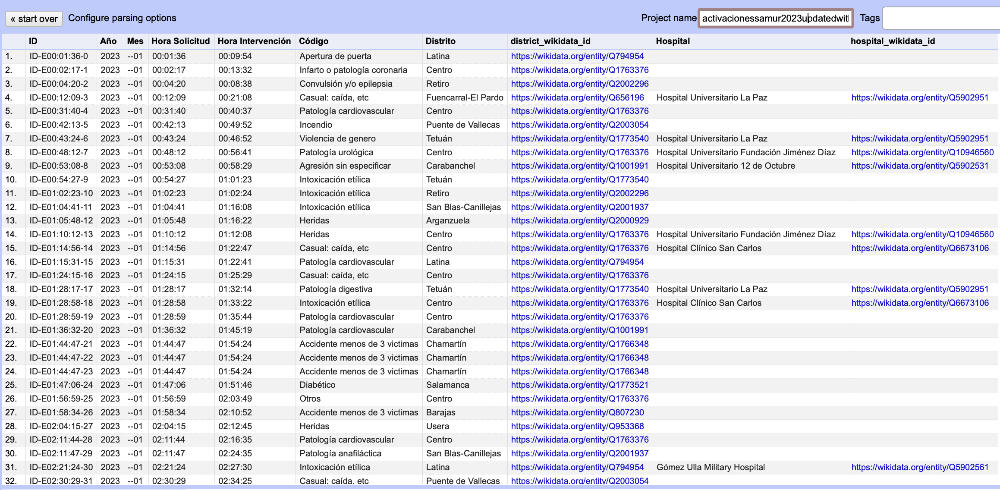 « start over Configure parsing options Project name activacionessamur2023updatedwitl Tags
ID Año Mes Hora Solicitud Hora Intervención Código Distrito district_wikidata_id Hospital hospital_wikidata_id
1. ID-E00:01:36-0 2023 --01 00:01:36 00:09:54 Apertura de puerta Latina https://wikidata.org/entity/Q794954
2. ID-E00:02:17-1 2023 --01 00:02:17 00:13:32 Infarto o patología coronaria Centro https://wikidata.org/entity/Q1763376
3. ID-E00:04:20-2 2023 --01 00:04:20 00:08:38 Convulsión y/o epilepsia Retiro https://wikidata.org/entity/Q2002296
4. ID-E00:12:09-3 2023 --01 00:12:09 00:21:08 Casual: caída, etc Fuencarral-El Pardo https://wikidata.org/entity/Q656196 Hospital Universitario La Paz https://wikidata.org/entity/Q5902951
5. ID-E00:31:40-4 2023 --01 00:31:40 00:40:37 Patología cardiovascular Centro https://wikidata.org/entity/Q1763376
6. ID-E00:42:13-5 2023 --01 00:42:13 00:49:52 Incendio Puente de Vallecas https://wikidata.org/entity/Q2003054
7. ID-E00:43:24-6 2023 --01 00:43:24 00:46:52 Violencia de genero Tetuán https://wikidata.org/entity/Q1773540 Hospital Universitario La Paz https://wikidata.org/entity/Q5902951
8. ID-E00:48:12-7 2023 --01 00:48:12 00:56:41 Patología urológica Centro https://wikidata.org/entity/Q1763376 Hospital Universitario Fundación Jiménez Díaz https://wikidata.org/entity/Q10946560
9. ID-E00:53:08-8 2023 --01 00:53:08 00:58:29 Agresión sin especificar Carabanchel https://wikidata.org/entity/Q1001991 Hospital Universitario 12 de Octubre https://wikidata.org/entity/Q5902531
10. ID-E00:54:27-9 2023 --01 00:54:27 01:01:23 Intoxicación etílica Tetuán https://wikidata.org/entity/Q1773540
11. ID-E01:02:23-10 2023 --01 01:02:23 01:02:24 Intoxicación etílica Retiro https://wikidata.org/entity/Q2002296
12. ID-E01:04:41-11 2023 --01 01:04:41 01:16:08 Intoxicación etílica San Blas-Canillejas https://wikidata.org/entity/Q2001937
13. ID-E01:05:48-12 2023 --01 01:05:48 01:16:22 Heridas Arganzuela https://wikidata.org/entity/Q2000929
14. ID-E01:10:12-13 2023 --01 01:10:12 01:12:08 Heridas Centro https://wikidata.org/entity/Q1763376 Hospital Universitario Fundación Jiménez Díaz https://wikidata.org/entity/Q10946560
15. ID-E01:14:56-14 2023 --01 01:14:56 01:22:47 Casual: caída, etc Centro https://wikidata.org/entity/Q1763376 Hospital Clínico San Carlos https://wikidata.org/entity/Q6673106
16. ID-E01:15:31-15 2023 --01 01:15:31 01:22:41 Patología cardiovascular Latina https://wikidata.org/entity/Q794954
17. ID-E01:24:15-16 2023 --01 01:24:15 01:25:29 Casual: caída, etc Centro https://wikidata.org/entity/Q1763376
18. ID-E01:28:17-17 2023 --01 01:28:17 01:32:14 Patología digestiva Tetuán https://wikidata.org/entity/Q1773540 Hospital Universitario La Paz https://wikidata.org/entity/Q5902951
19. ID-E01:28:58-18 2023 --01 01:28:58 01:33:22 Intoxicación etílica Centro https://wikidata.org/entity/Q1763376 Hospital Clínico San Carlos https://wikidata.org/entity/Q6673106
20. ID-E01:28:59-19 2023 --01 01:28:59 01:35:44 Patología cardiovascular Centro https://wikidata.org/entity/Q1763376
21. ID-E01:36:32-20 2023 --01 01:36:32 01:45:19 Patología cardiovascular Carabanchel https://wikidata.org/entity/Q1001991
22. ID-E01:44:47-21 2023 --01 01:44:47 01:54:24 Accidente menos de 3 victimas Chamartín https://wikidata.org/entity/Q1766348
23. ID-E01:44:47-22 2023 --01 01:44:47 01:54:24 Accidente menos de 3 victimas Chamartín https://wikidata.org/entity/Q1766348
24. ID-E01:44:47-23 2023 --01 01:44:47 01:54:24 Accidente menos de 3 victimas Chamartín https://wikidata.org/entity/Q1766348
25. ID-E01:47:06-24 2023 --01 01:47:06 01:51:46 Diabético Salamanca https://wikidata.org/entity/Q1773521
26. ID-E01:56:59-25 2023 --01 01:56:59 02:03:49 Otros Centro https://wikidata.org/entity/Q1763376
27. ID-E01:58:34-26 2023 --01 01:58:34 02:10:52 Accidente menos de 3 victimas Barajas https://wikidata.org/entity/Q807230
28. ID-E02:04:15-27 2023 --01 02:04:15 02:12:45 Heridas Usera https://wikidata.org/entity/Q953368
29. ID-E02:11:44-28 2023 --01 02:11:44 02:16:35 Patología cardiovascular Centro https://wikidata.org/entity/Q1763376
30. ID-E02:11:47-29 2023 --01 02:11:47 02:24:35 Patología anafiláctica San Blas-Canillejas https://wikidata.org/entity/Q2001937
31. ID-E02:21:24-30 2023 --01 02:21:24 02:27:30 Intoxicación etílica Latina https://wikidata.org/entity/Q794954 Gómez Ulla Military Hospital https://wikidata.org/entity/Q5902561
32. ID-E02:30:29-31 2023 --01 02:30:29 02:34:25 Casual: caída, etc Puente de Vallecas https://wikidata.org/entity/Q2003054